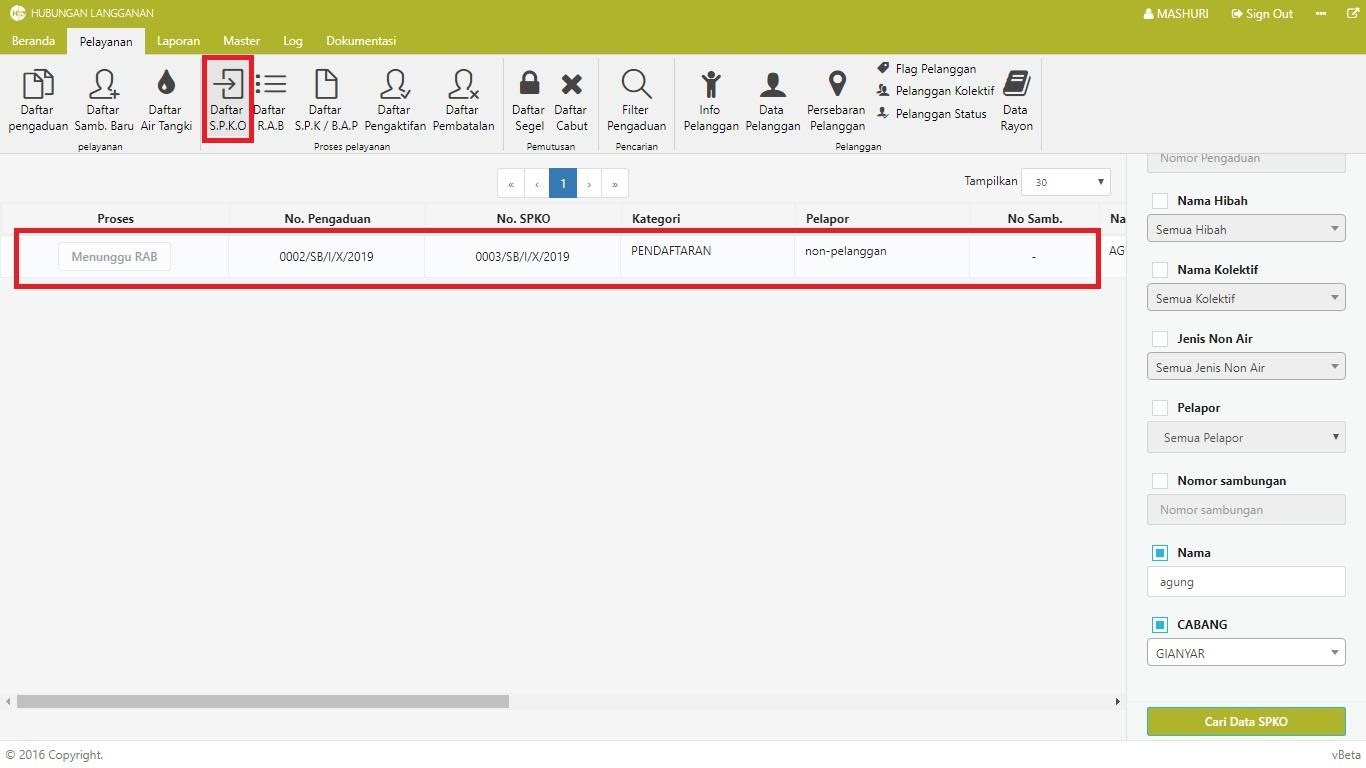 HUBUNGAN LANGGANAN
MASHURI
Sign Out
Beranda
Pelayanan
Laporan
Master
Log
Dokumentasi
Daftar
pengaduan
Daftar
Samb. Baru
Daftar
Air Tangki
pelayanan
Daftar
S.P.K.O
Daftar
R.A.B
Daftar
S.P.K / B.A.P
Daftar
Pengaktifan
Daftar
Pembatalan
Proses pelayanan
Daftar
Segel
Daftar
Cabut
Pemutusan
Filter
Pengaduan
Pencarian
Info
Pelanggan
Data
Pelanggan
Persebaran
Pelanggan
Flag Pelanggan
Pelanggan Kolektif
Pelanggan Status
Data
Rayon
Pelanggan
« ‹ 1 › »
Tampilkan 30
Proses No. Pengaduan No. SPKO Kategori Pelapor No Samb. Na
Menunggu RAB 0002/SB/I/X/2019 0003/SB/I/X/2019 PENDAFTARAN non-pelanggan - AG
Nomor Pengaduan
Nama Hibah
Semua Hibah
Nama Kolektif
Semua Kolektif
Jenis Non Air
Semua Jenis Non Air
Pelapor
Semua Pelapor
Nomor sambungan
Nomor sambungan
Nama
agung
CABANG
GIANYAR
Cari Data SPKO
© 2016 Copyright.
vBeta